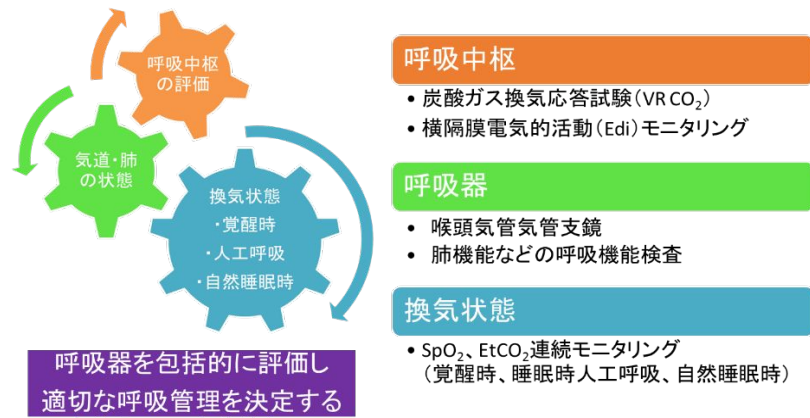 呼吸中枢
の評価
気道・肺
の状態
換気状態
・覚醒時
・人工呼吸
・自然睡眠時
呼吸器を包括的に評価し
適切な呼吸管理を決定する
呼吸中枢
• 炭酸ガス換気応答試験(VR CO₂)
• 横隔膜電気的活動(Edi)モニタリング
呼吸器
• 喉頭気管気管支鏡
• 肺機能などの呼吸機能検査
換気状態
• SpO₂、EtCO₂連続モニタリング
(覚醒時、睡眠時人工呼吸、自然睡眠時)